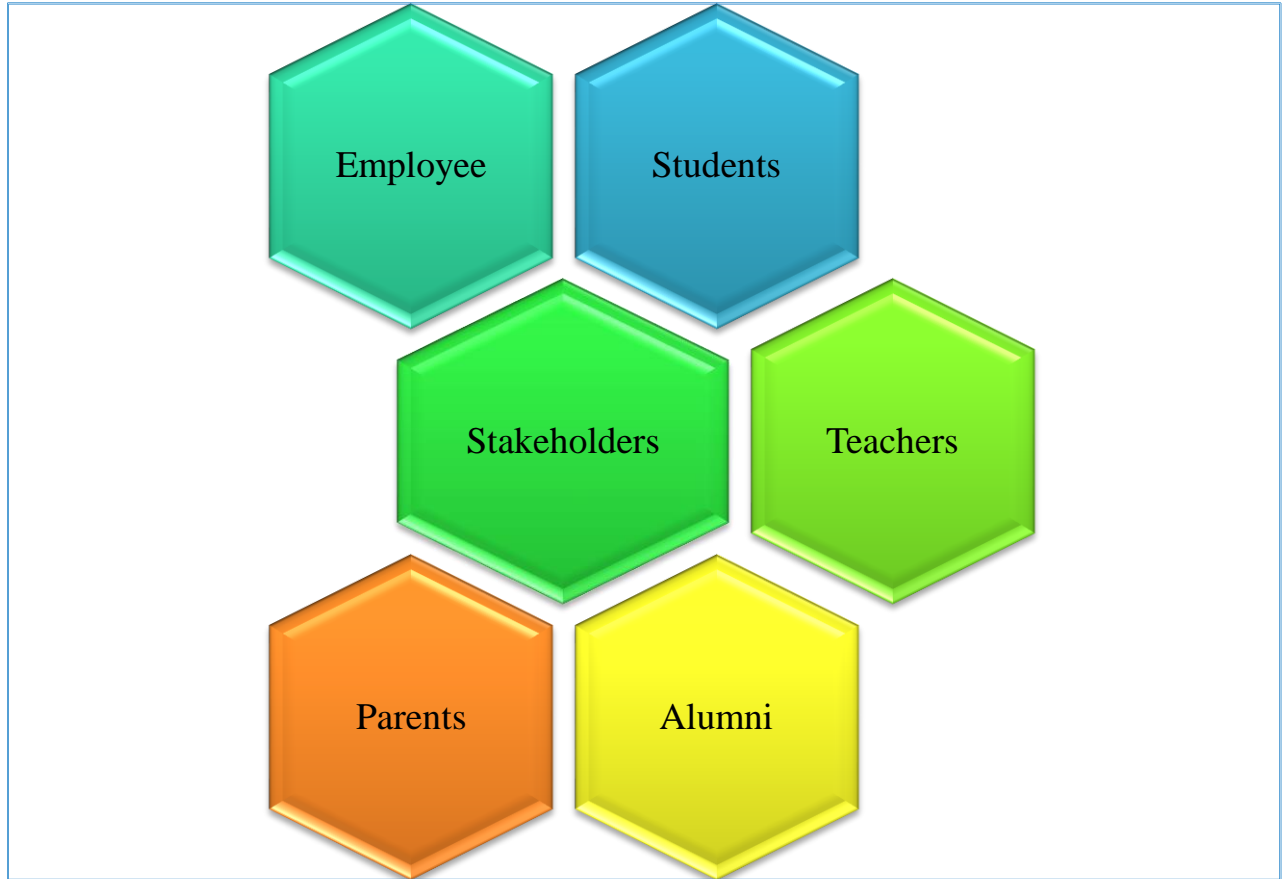 Employee
Students
Stakeholders
Teachers
Parents
Alumni